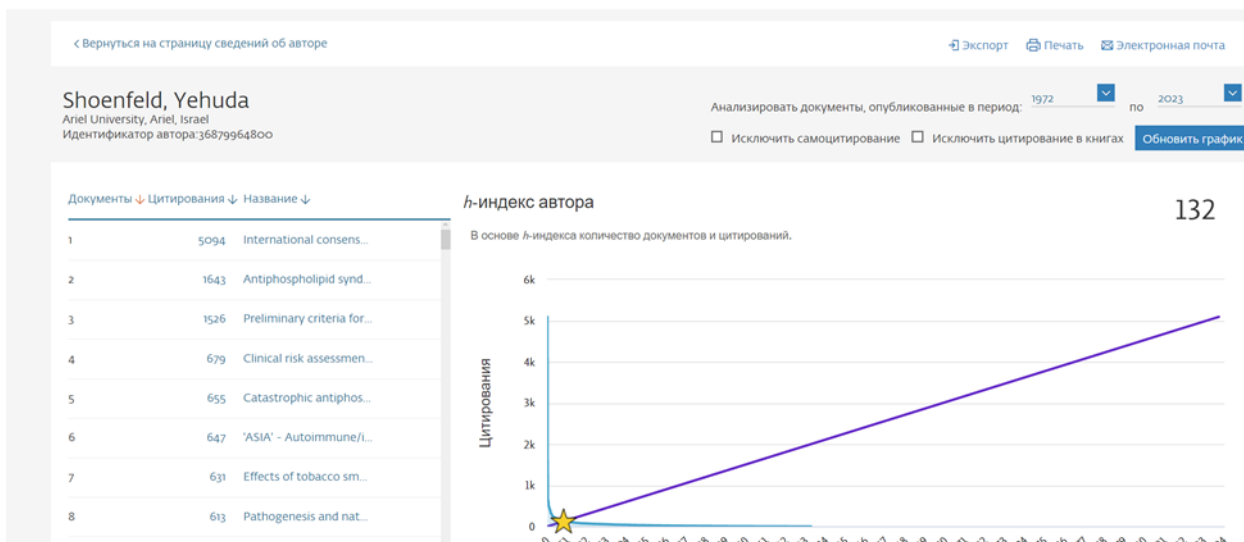 Вернуться на страницу сведений об авторе
Экспорт Печать Электронная почта
Shoenfeld, Yehuda
Ariel University, Ariel, Israel
Идентификатор автора:36879964800
Анализировать документы, опубликованные в период: 1972 по 2023
Исключить самоцитирование Исключить цитирование в книгах Обновить график
Документы Цитирования Название
1 5094 International consens...
2 1643 Antiphospholipid synd...
3 1526 Preliminary criteria for...
4 679 Clinical risk assessmen...
5 655 Catastrophic antiphos...
6 647 'ASIA' - Autoimmune/i...
7 631 Effects of tobacco sm...
8 613 Pathogenesis and nat...
h-индекс автора
132
В основе h-индекса количество документов и цитирований.
Цитирования
6k
5k
4k
3k
2k
1k
0